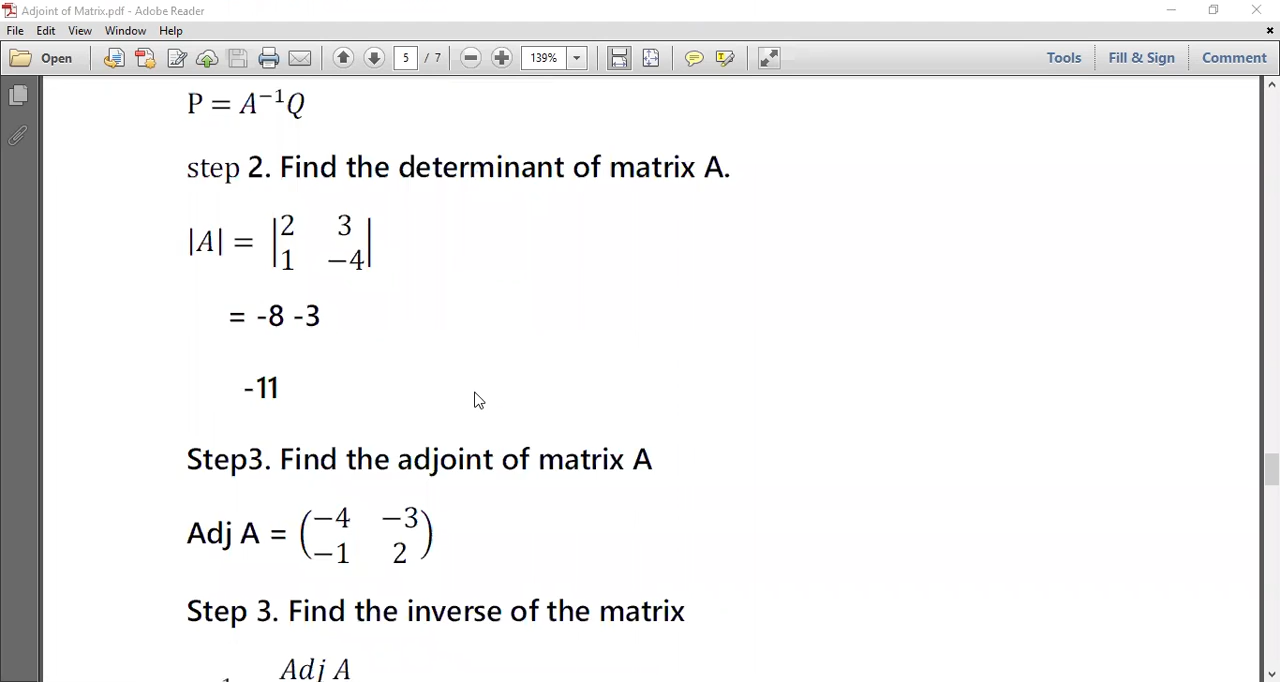 Adjoint of Matrix.pdf - Adobe Reader
File Edit View Window Help
Open 5 / 7 139% Tools Fill & Sign Comment
P = A⁻¹Q
step 2. Find the determinant of matrix A.
|A| = |2 3|
|1 −4|
= -8 -3
-11
Step3. Find the adjoint of matrix A
Adj A = (−4 −3)
(−1 2)
Step 3. Find the inverse of the matrix
Adj A